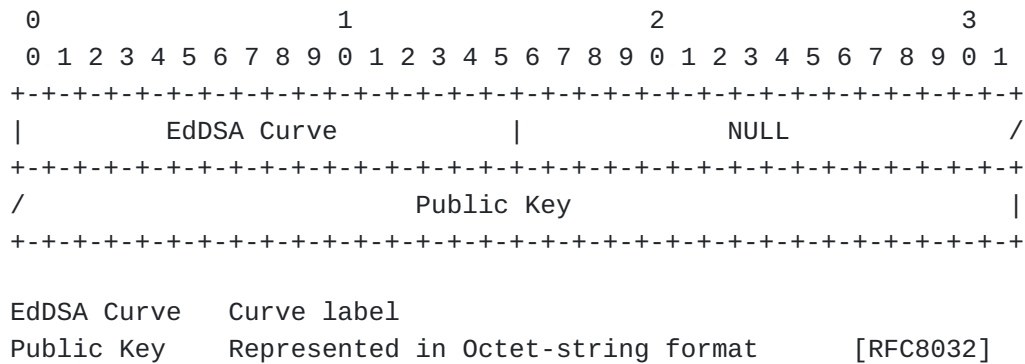 0                   1                   2                   3
 0 1 2 3 4 5 6 7 8 9 0 1 2 3 4 5 6 7 8 9 0 1 2 3 4 5 6 7 8 9 0 1
+-+-+-+-+-+-+-+-+-+-+-+-+-+-+-+-+-+-+-+-+-+-+-+-+-+-+-+-+-+-+-+-+
|         EdDSA Curve           |             NULL              /
+-+-+-+-+-+-+-+-+-+-+-+-+-+-+-+-+-+-+-+-+-+-+-+-+-+-+-+-+-+-+-+-+
/                         Public Key                            |
+-+-+-+-+-+-+-+-+-+-+-+-+-+-+-+-+-+-+-+-+-+-+-+-+-+-+-+-+-+-+-+-+
EdDSA Curve   Curve label
Public Key    Represented in Octet-string format      [RFC8032]